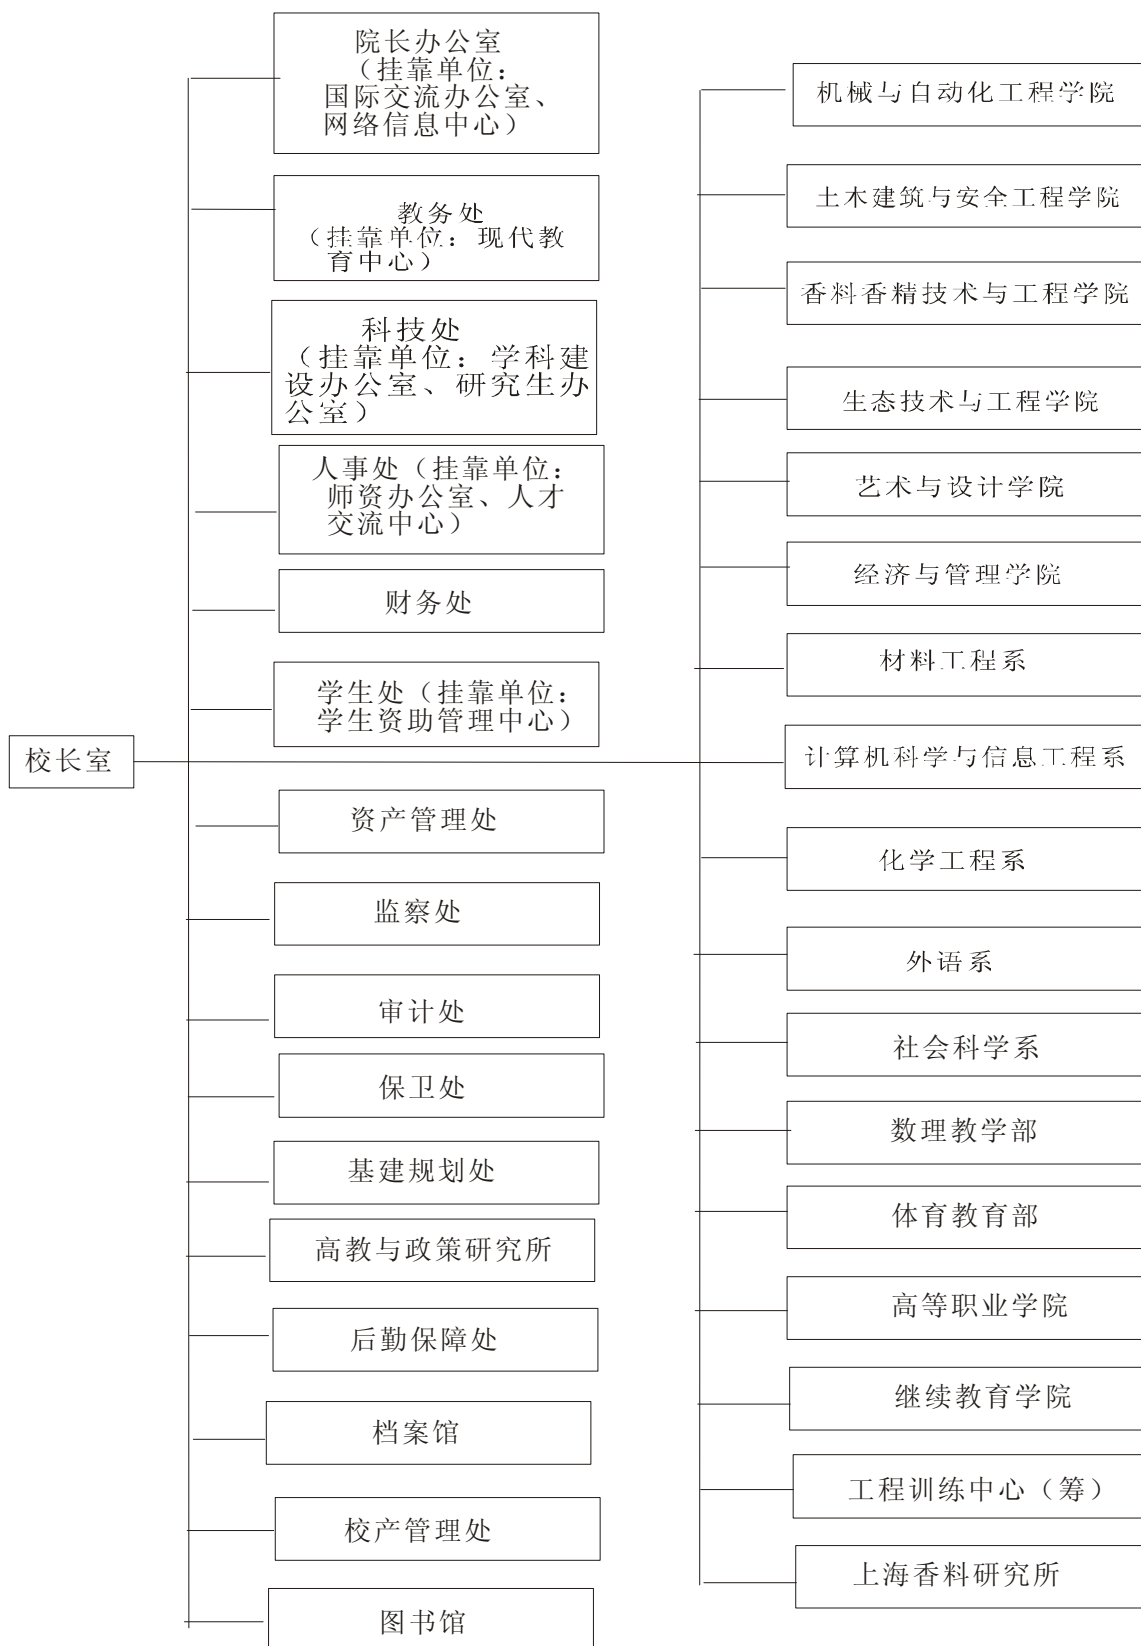 校长室
院长办公室
（挂靠单位：
国际交流办公室、
网络信息中心）
教务处
（挂靠单位：现代教
育中心）
科技处
（挂靠单位：学科建
设办公室、研究生办
公室）
人事处（挂靠单位：
师资办公室、人才
交流中心）
财务处
学生处（挂靠单位：
学生资助管理中心）
资产管理处
监察处
审计处
保卫处
基建规划处
高教与政策研究所
后勤保障处
档案馆
校产管理处
图书馆
机械与自动化工程学院
土木建筑与安全工程学院
香料香精技术与工程学院
生态技术与工程学院
艺术与设计学院
经济与管理学院
材料工程系
计算机科学与信息工程系
化学工程系
外语系
社会科学系
数理教学部
体育教育部
高等职业学院
继续教育学院
工程训练中心（筹）
上海香料研究所